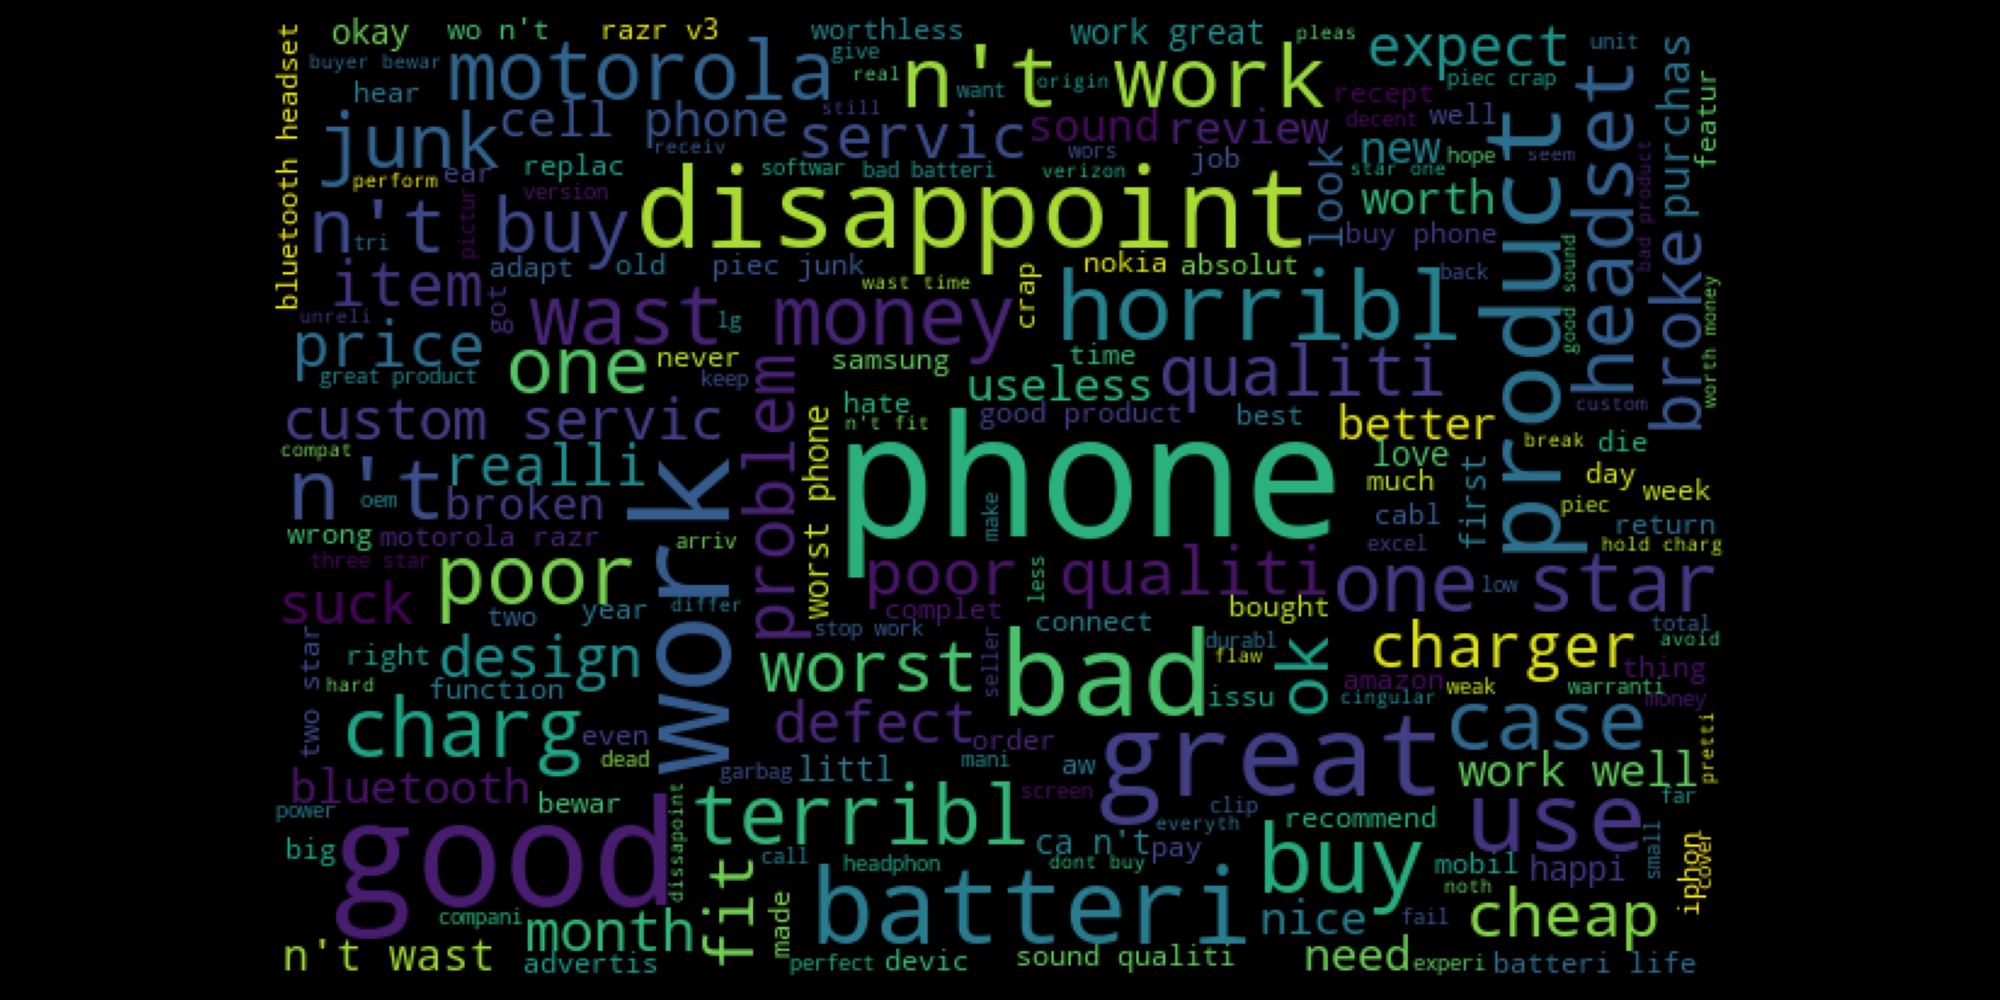 bluetooth headset
okay
wo n't
razr v3
worthless
work great
pleas
expect
unit
buyer bewar
motorola
give
real
n't work
want
origin
piec crap
purchas
headset
featur
hear
still
recept
decent
well
junk
cell phone
receiv
servic
sound
review
wors
job
look
new
hope
product
seem
perform
ear
replac
version
softwar
bad batteri
verizon
star one
worth
bad product
n't buy
tri
pictur
disappoint
buy phone
broke
item
adapt
old
piec junk
wast time
crap
nokia
absolut
back
good sound
worth money
unreli
got
wast money
lg
horribl
price
great product
one
never
keep
problem
samsung
time
useless
qualiti
custom
custom servic
hate
n't fit
good product
best
better
break
die
compat
n't
realli
oem
broken
work
worst phone
phone
make
love
much
first
day
week
piec
cabl
return
wrong
motorola razr
arriv
excel
hold charg
three star
poor
suck
two
year
differ
poor qualiti
complet
less
bought
one star
low
stop work
connect
durabl
flaw
total
avoid
two star
right
design
function
hard
worst
seller
bad
issu
ok
charger
thing
amazon
weak
warranti
cingular
money
charg
even
dead
defect
order
great
case
pretti
bluetooth
garbag
littl
mani
aw
work well
power
bewar
screen
far
big
good
dissapoint
terribl
clip
everyth
recommend
use
small
iphon
cover
fit
call
headphon
ca n't
pay
dont buy
buy
mobil
happi
noth
compani
month
made
batteri
nice
fail
cheap
n't wast
advertis
perfect
devic
sound qualiti
need
experi
batteri life